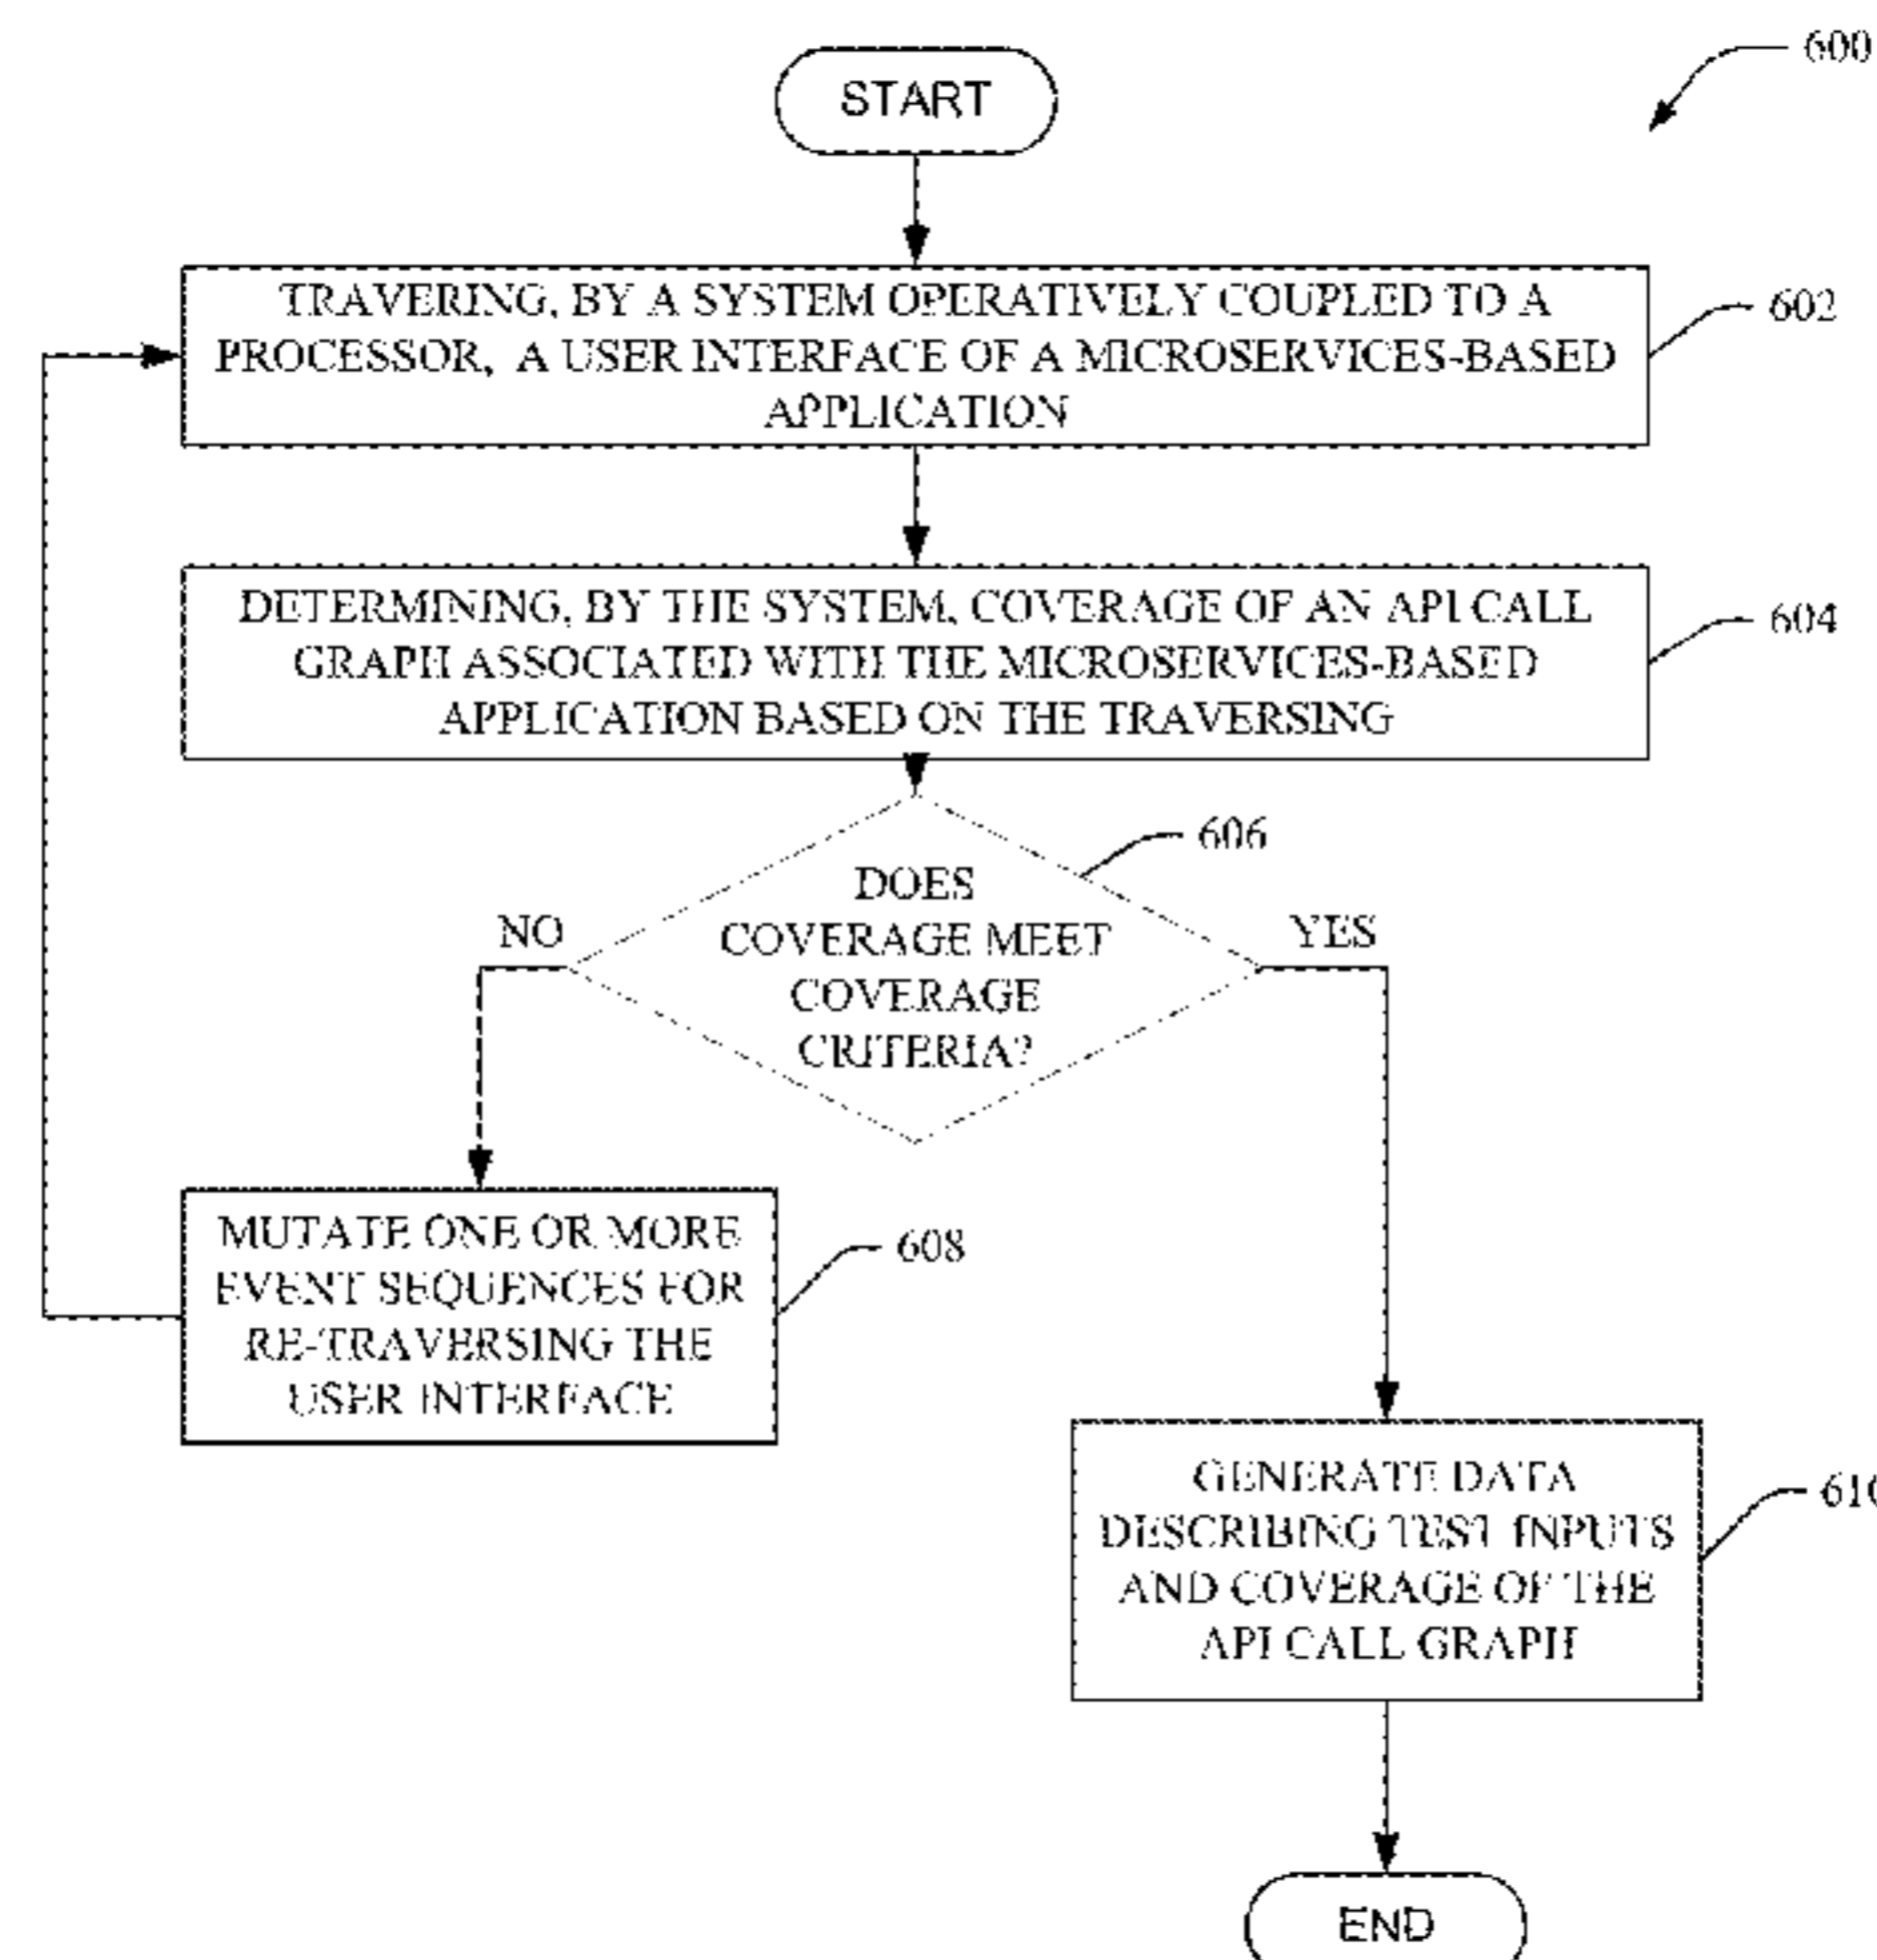 600
START
TRAVERING, BY A SYSTEM OPERATIVELY COUPLED TO A
PROCESSOR, A USER INTERFACE OF A MICROSERVICES-BASED
APPLICATION
602
DETERMINING, BY THE SYSTEM, COVERAGE OF AN API CALL
GRAPH ASSOCIATED WITH THE MICROSERVICES-BASED
APPLICATION BASED ON THE TRAVERSING
604
606
DOES
COVERAGE MEET
COVERAGE
CRITERIA?
NO
YES
MUTATE ONE OR MORE
EVENT SEQUENCES FOR
RE-TRAVERSING THE
USER INTERFACE
608
GENERATE DATA
DESCRIBING TEST INPUTS
AND COVERAGE OF THE
API CALL GRAPH
610
END